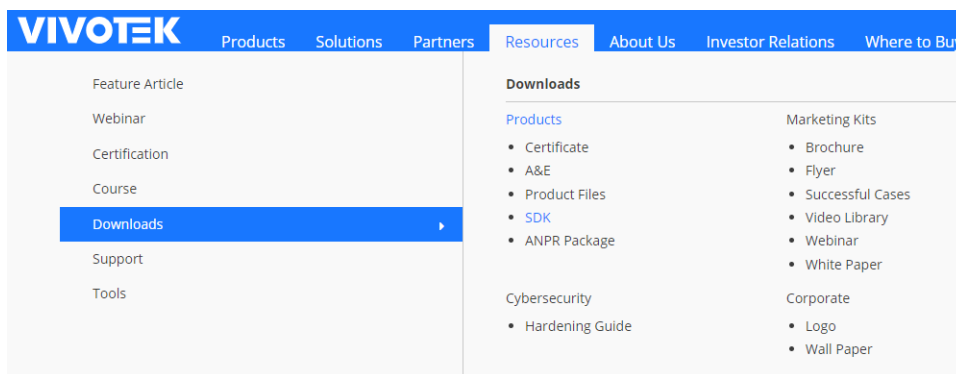 VIVOTEK
Products Solutions Partners Resources About Us Investor Relations Where to Buy
Feature Article
Webinar
Certification
Course
Downloads
Support
Tools
Downloads
Products
• Certificate
• A&E
• Product Files
• SDK
• ANPR Package
Cybersecurity
• Hardening Guide
Marketing Kits
• Brochure
• Flyer
• Successful Cases
• Video Library
• Webinar
• White Paper
Corporate
• Logo
• Wall Paper